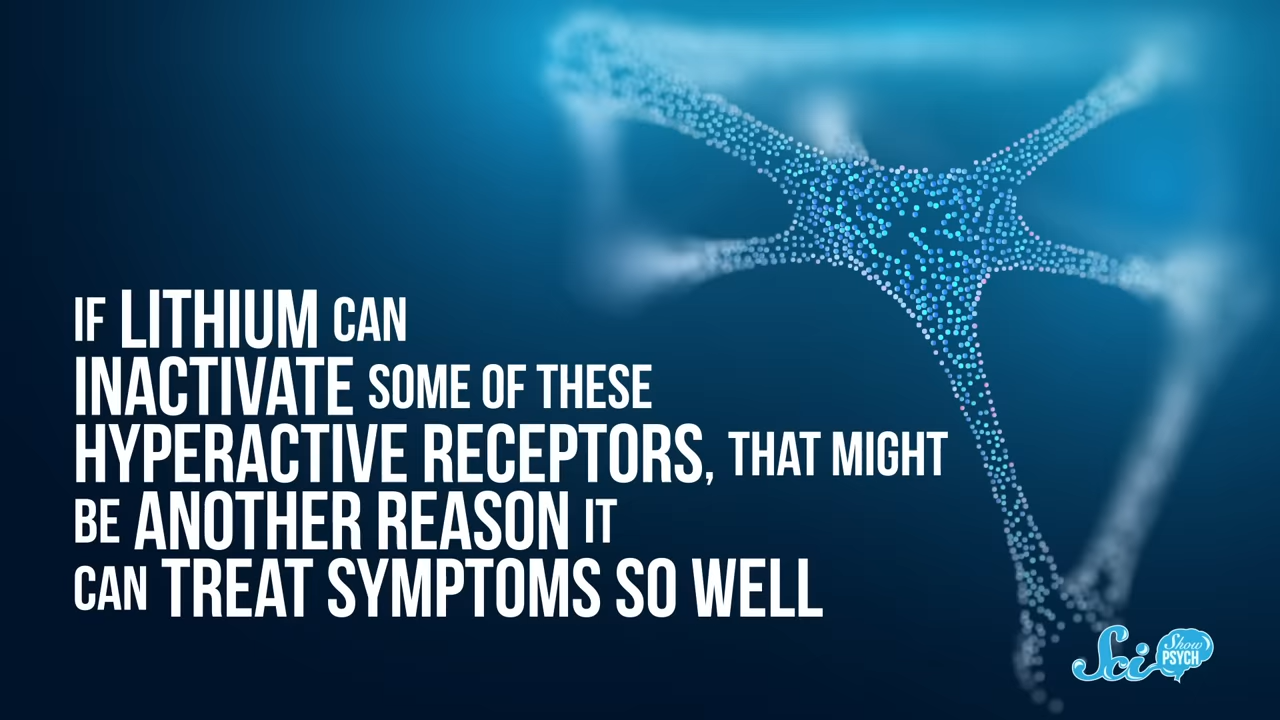 IF LITHIUM CAN
INACTIVATE SOME OF THESE
HYPERACTIVE RECEPTORS, THAT MIGHT
BE ANOTHER REASON IT
CAN TREAT SYMPTOMS SO WELL
Sci Show
PSYCH